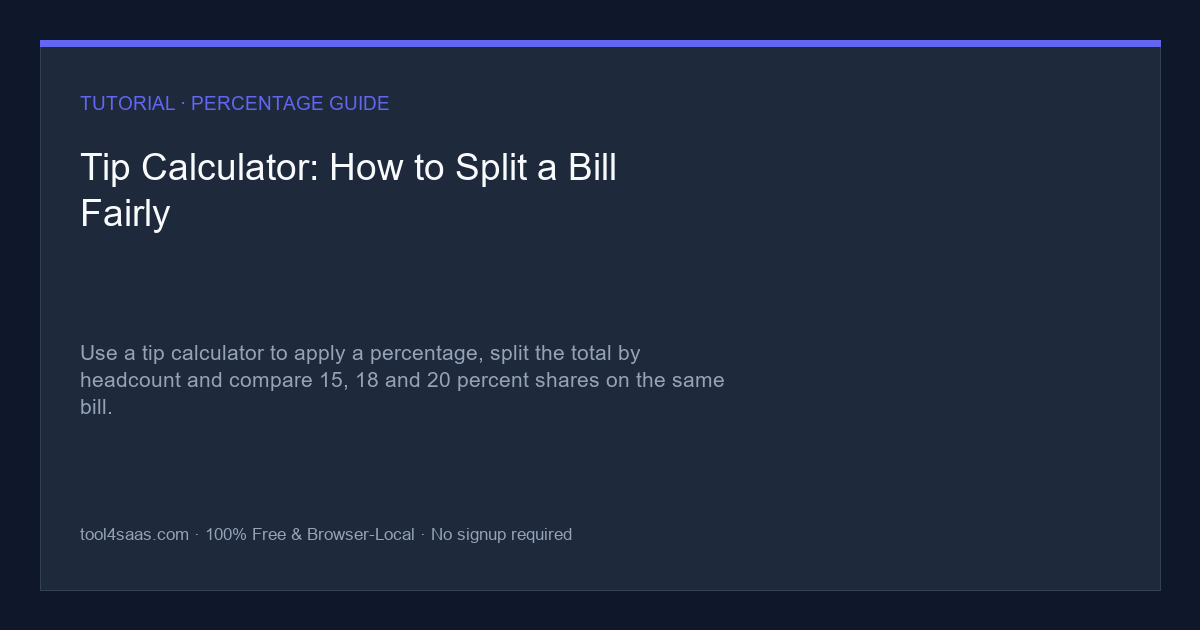 TUTORIAL · PERCENTAGE GUIDE
Tip Calculator: How to Split a Bill
Fairly
Use a tip calculator to apply a percentage, split the total by
headcount and compare 15, 18 and 20 percent shares on the same
bill.
tool4saas.com · 100% Free & Browser-Local · No signup required